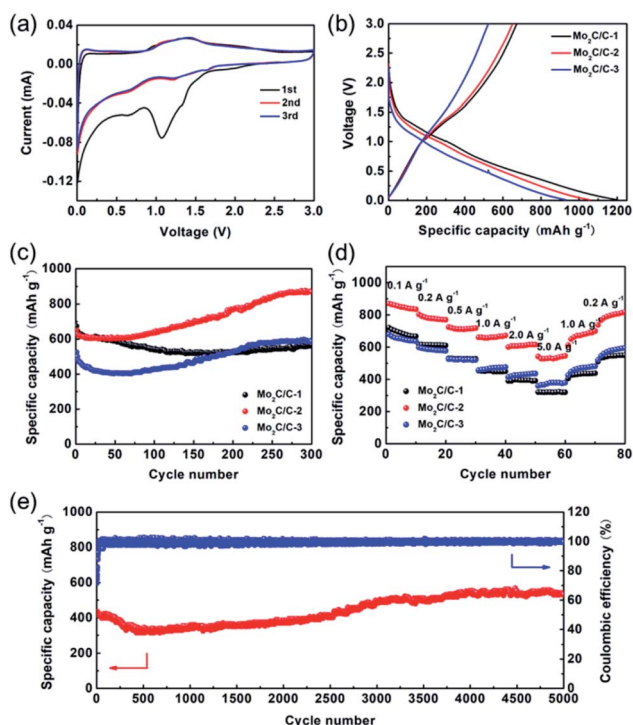 (a)
0.04
0.00
-0.04
-0.08
-0.12
Current (mA)
1st
2nd
3rd
0.0 0.5 1.0 1.5 2.0 2.5 3.0
Voltage (V)
(b)
3.0
2.5
2.0
1.5
1.0
0.5
0.0
Voltage (V)
Mo₂C/C-1
Mo₂C/C-2
Mo₂C/C-3
0 200 400 600 800 1000 1200
Specific capacity (mAh g⁻¹)
(c)
1000
800
600
400
200
0
Specific capacity (mAh g⁻¹)
Mo₂C/C-1
Mo₂C/C-2
Mo₂C/C-3
0 50 100 150 200 250 300
Cycle number
(d)
1000
800
600
400
200
0
Specific capacity (mAh g⁻¹)
0.1 A g⁻¹
0.2 A g⁻¹
0.5 A g⁻¹
1.0 A g⁻¹
2.0 A g⁻¹
5.0 A g⁻¹
1.0 A g⁻¹
0.2 A g⁻¹
Mo₂C/C-1
Mo₂C/C-2
Mo₂C/C-3
0 20 40 60 80
Cycle number
(e)
1000
800
600
400
200
0
Specific capacity (mAh g⁻¹)
120
100
80
60
40
20
0
Coulombic efficiency (%)
0 500 1000 1500 2000 2500 3000 3500 4000 4500 5000
Cycle number